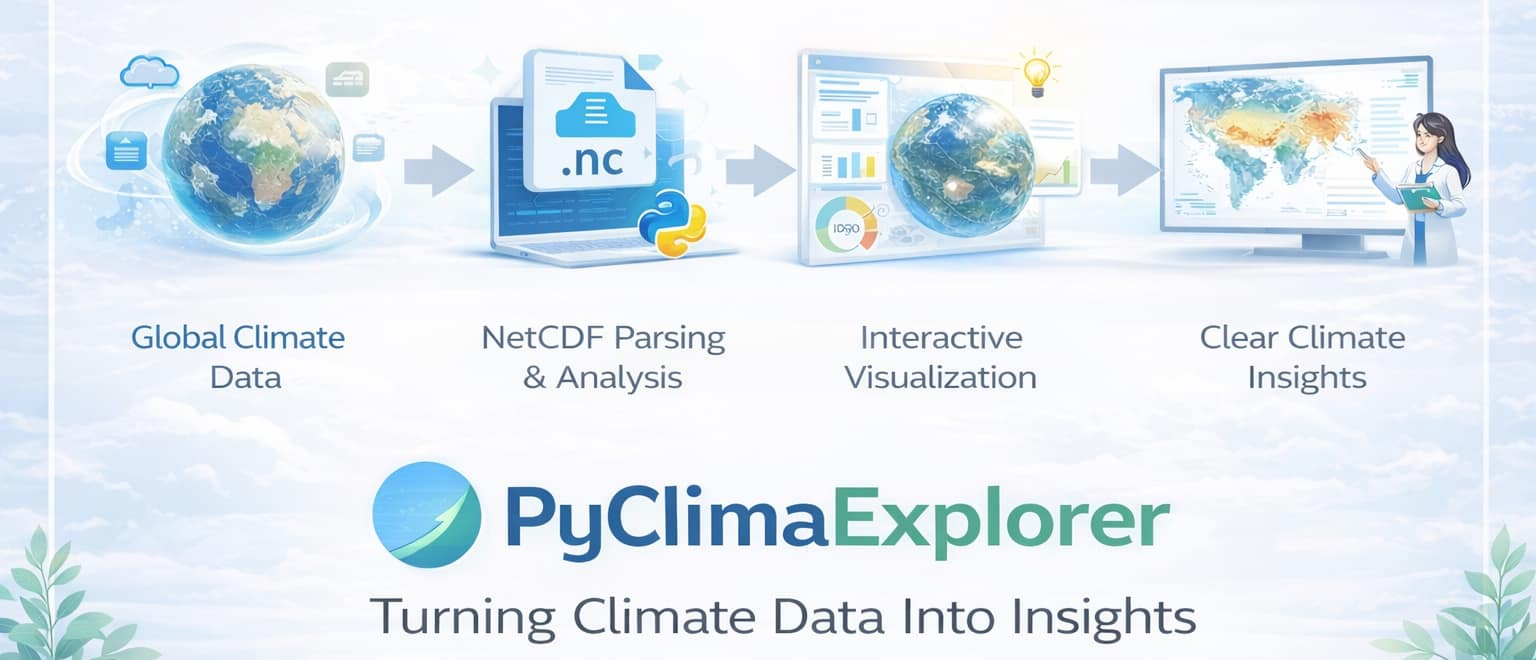 .nc
Global Climate
Data
NetCDF Parsing
& Analysis
Interactive
Visualization
Clear Climate
Insights
PyClimaExplorer
Turning Climate Data Into Insights